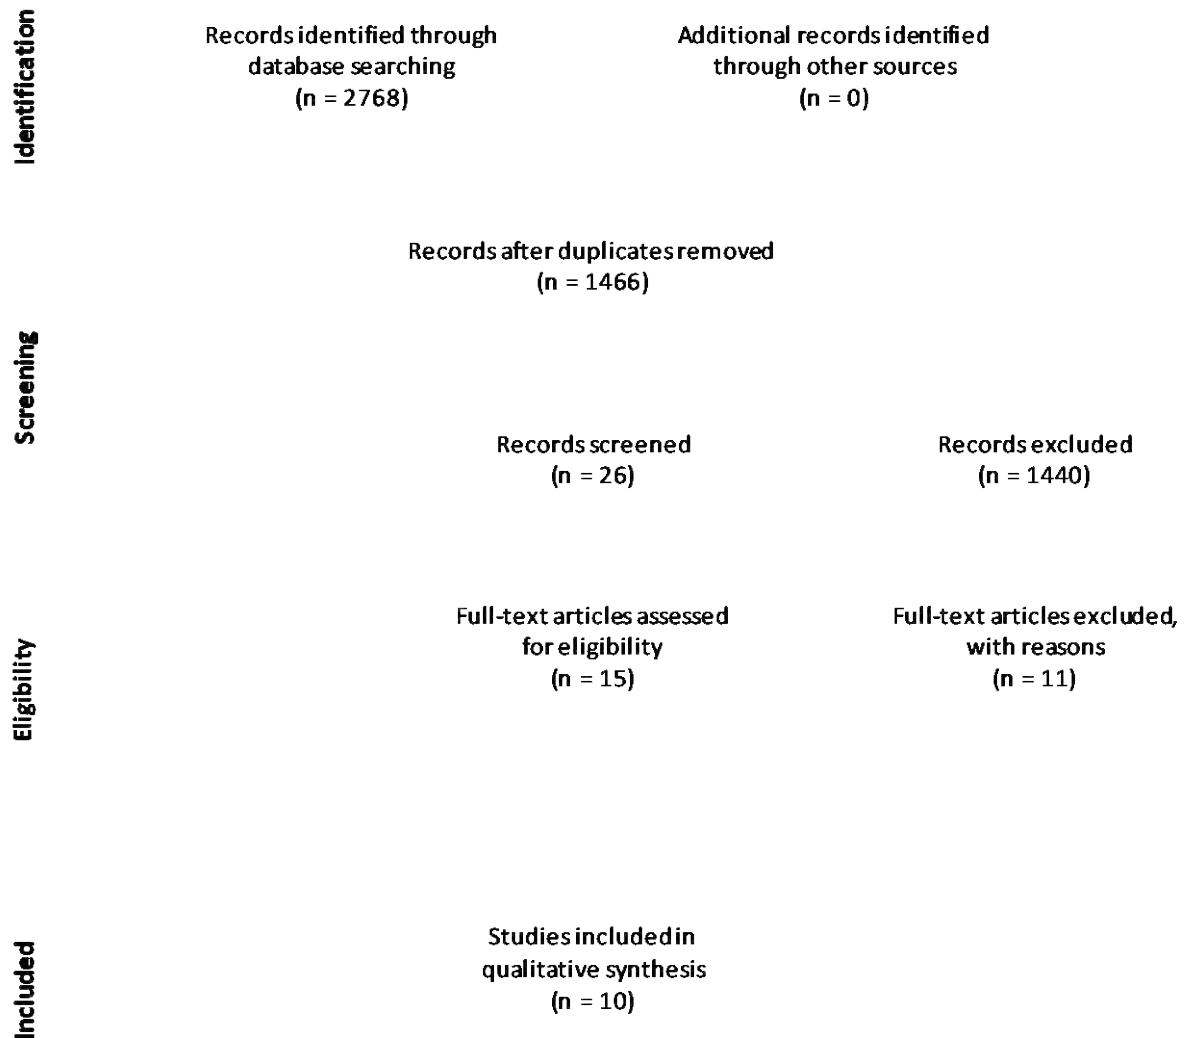 Identification
Records identified through
database searching
(n = 2768)
Additional records identified
through other sources
(n = 0)
Records after duplicates removed
(n = 1466)
Screening
Records screened
(n = 26)
Records excluded
(n = 1440)
Eligibility
Full-text articles assessed
for eligibility
(n = 15)
Full-text articles excluded,
with reasons
(n = 11)
Included
Studies included in
qualitative synthesis
(n = 10)